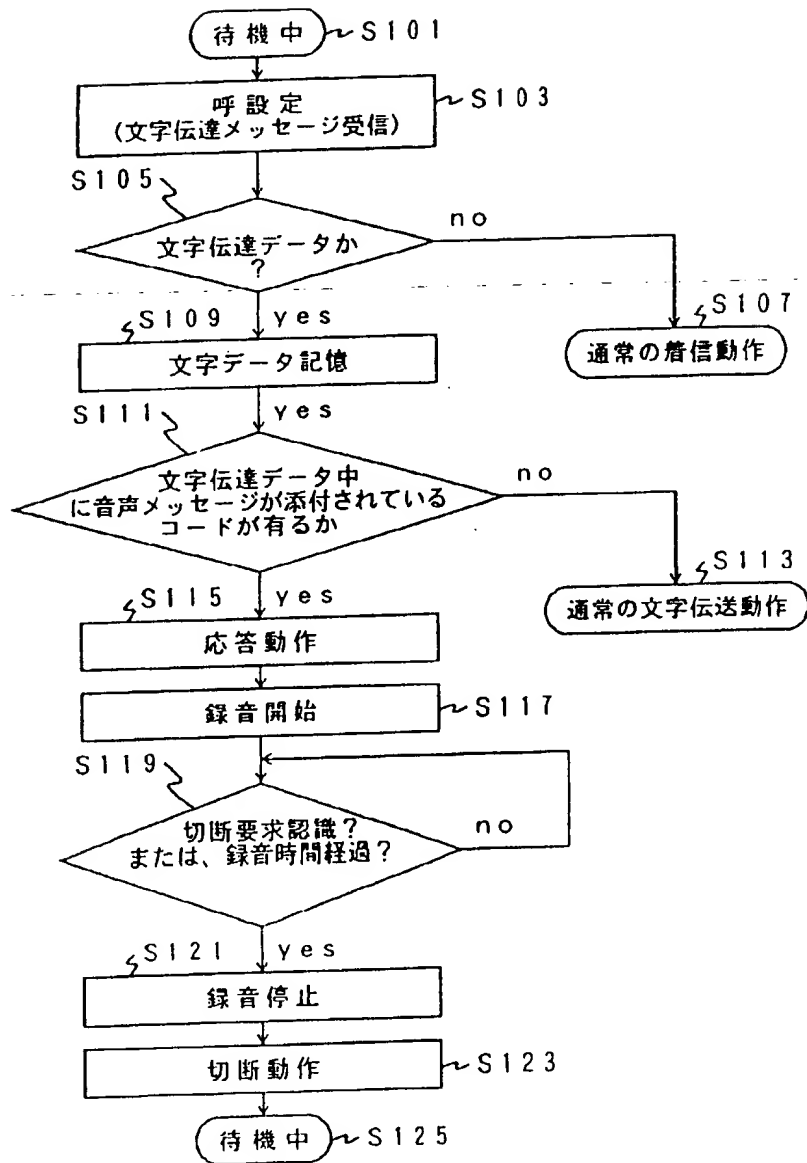 待機中
S101
呼設定
(文字伝達メッセージ受信)
S103
S105
文字伝達データか
?
no
S109
yes
S107
文字データ記憶
通常の着信動作
S111
yes
文字伝達データ中
に音声メッセージが添付されている
コードが有るか
no
S113
S115
yes
通常の文字伝送動作
応答動作
録音開始
S117
S119
切断要求認識?
または、録音時間経過?
no
S121
yes
録音停止
切断動作
S123
待機中
S125